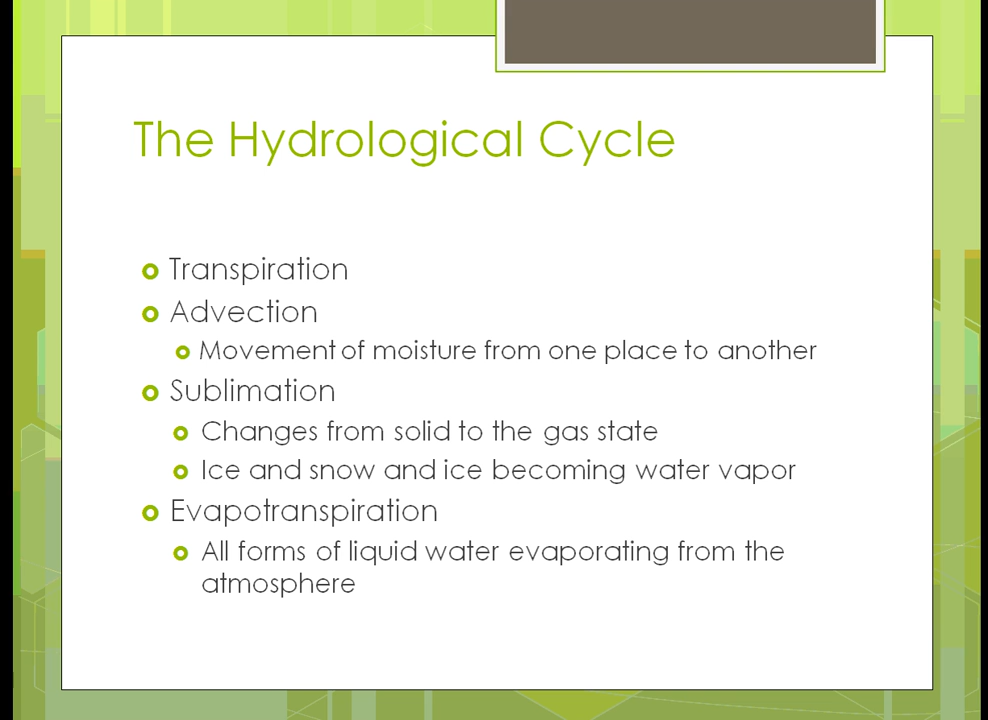 The Hydrological Cycle
Transpiration
Advection
Movement of moisture from one place to another
Sublimation
Changes from solid to the gas state
Ice and snow and ice becoming water vapor
Evapotranspiration
All forms of liquid water evaporating from the
atmosphere